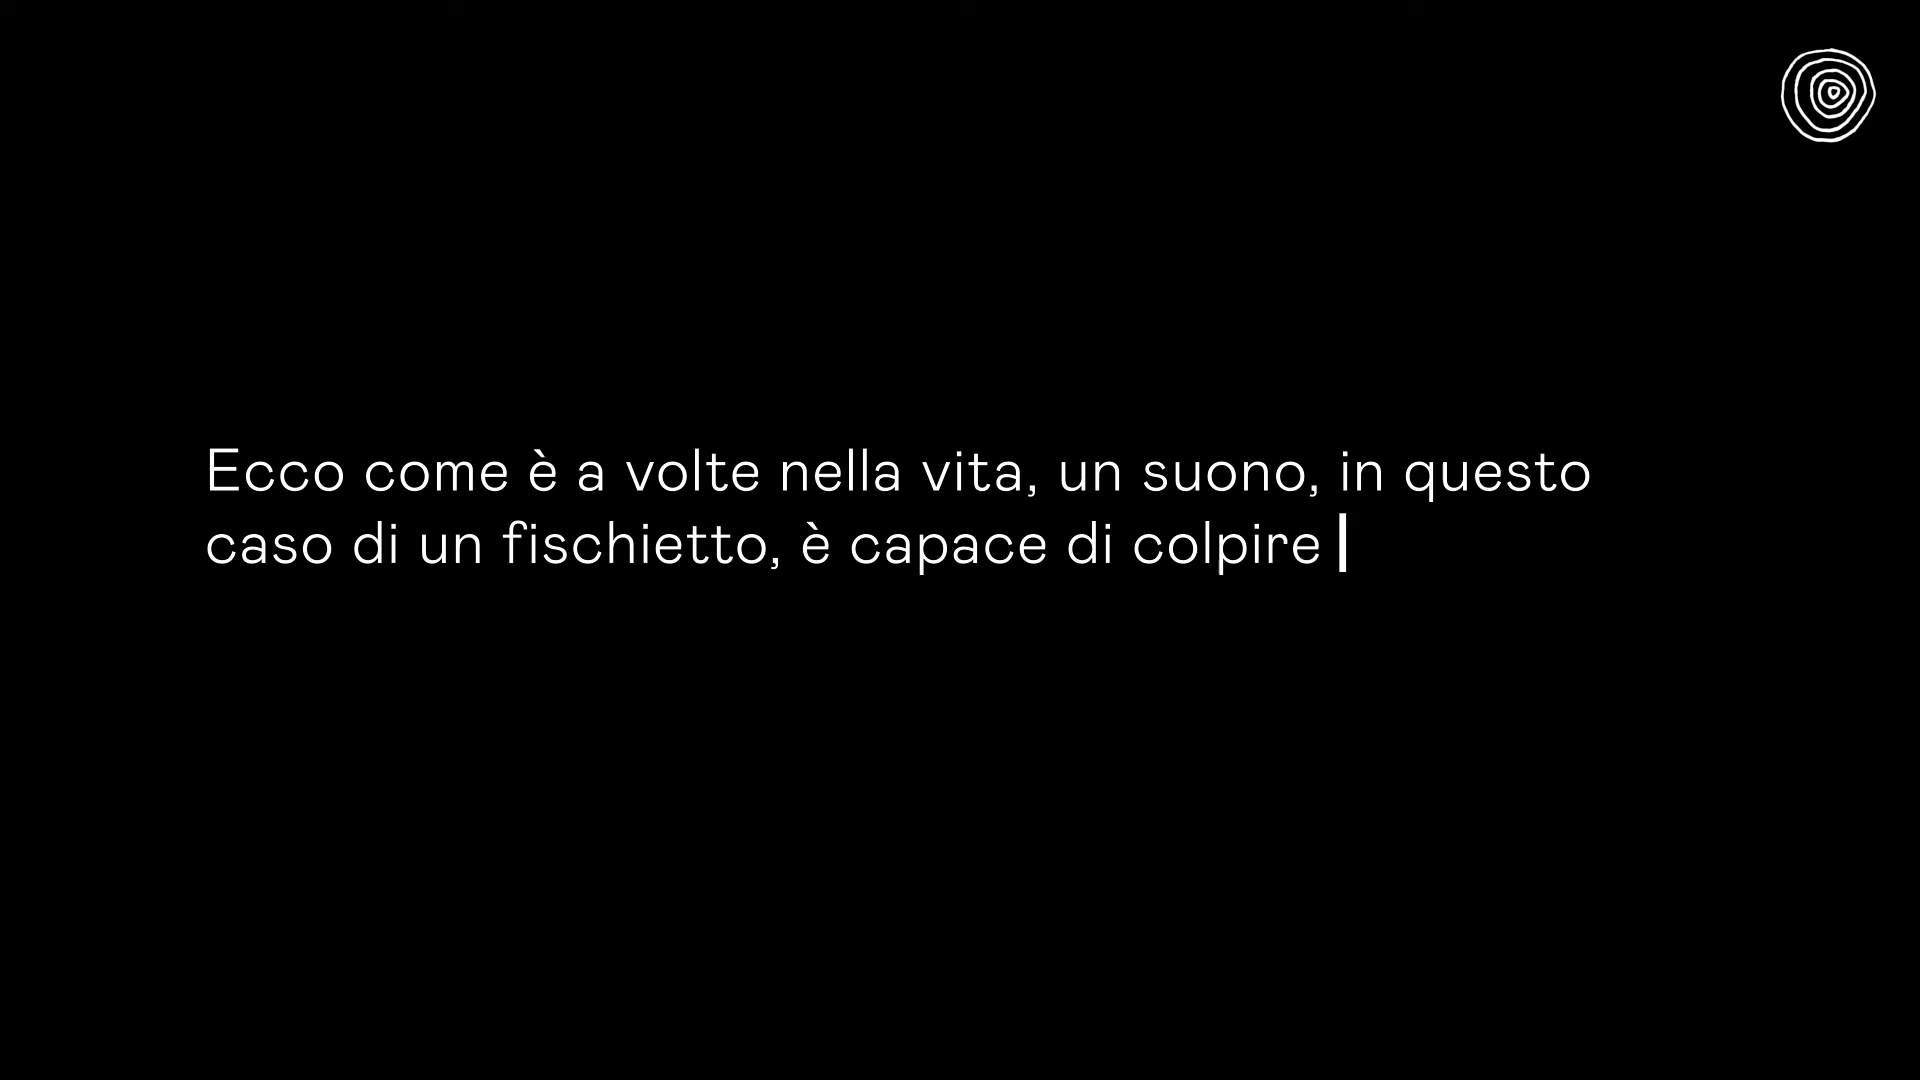 Ecco come è a volte nella vita, un suono, in questo
caso di un fischietto, è capace di colpire